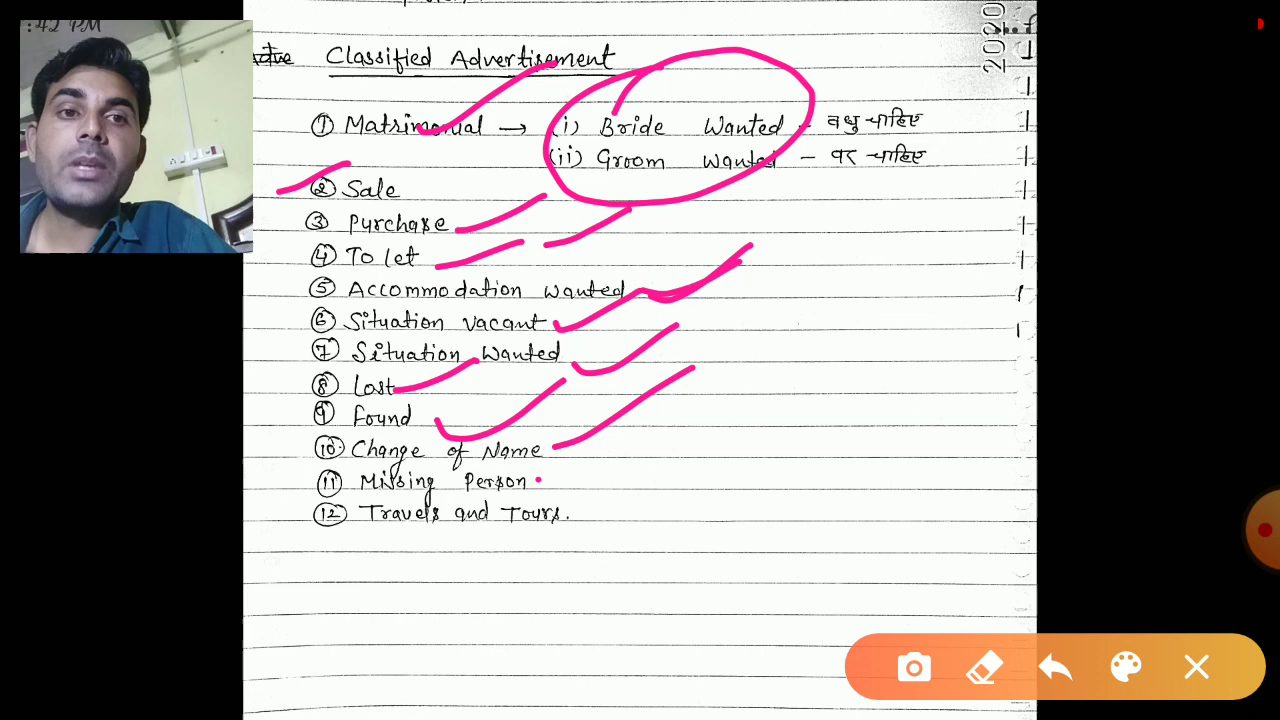 :42 PM
Classified Advertisement
① Matrimonial → (i) Bride Wanted - वधु चाहिए
(ii) Groom Wanted - वर चाहिए
② Sale
③ Purchase
④ To let
⑤ Accommodation Wanted
⑥ Situation vacant
⑦ Situation Wanted
⑧ Lost
⑨ Found
⑩ Change of Name
⑪ Missing Person
⑫ Travels and Tours.
2020